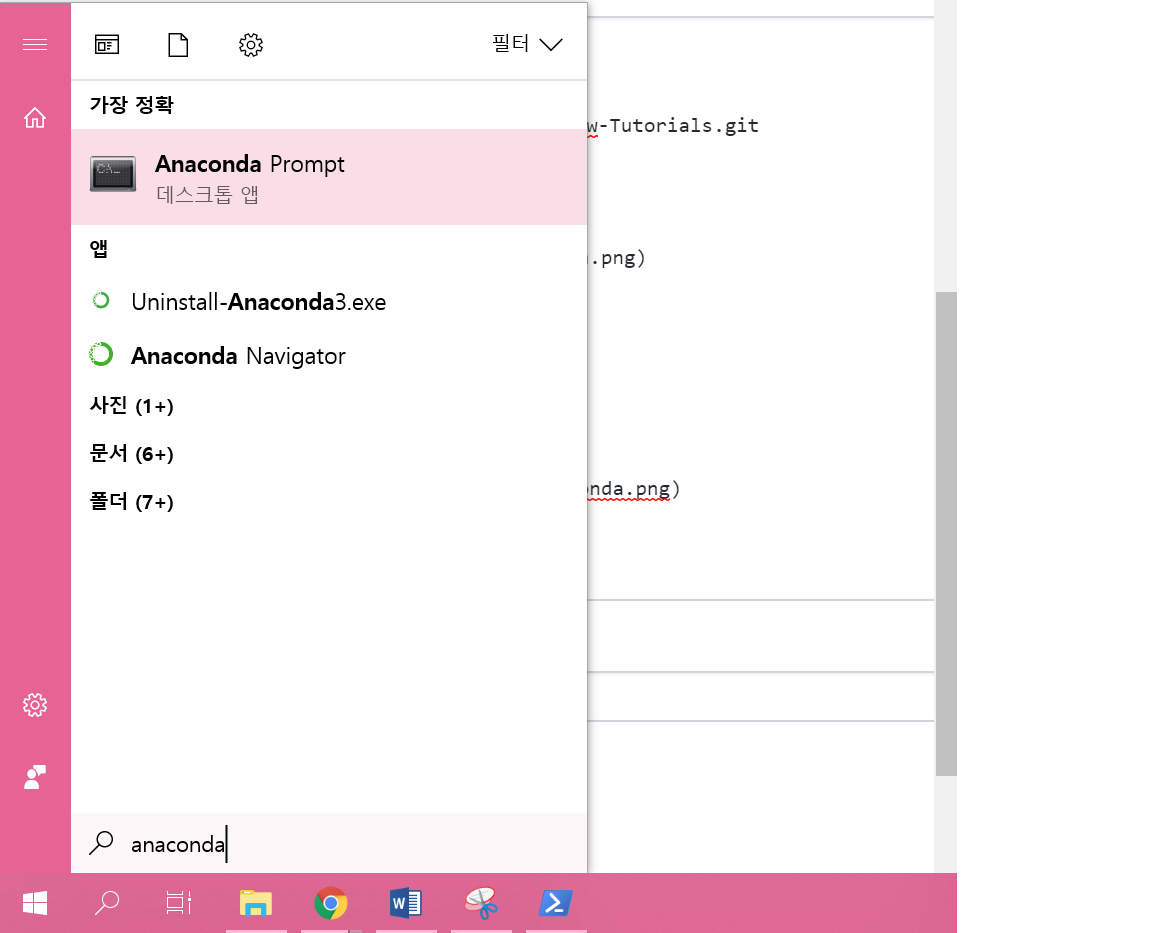 필터
가장 정확
Anaconda Prompt
데스크톱 앱
앱
Uninstall-Anaconda3.exe
Anaconda Navigator
사진 (1+)
문서 (6+)
폴더 (7+)
anaconda
w-Tutorials.git
.png)
onda.png)